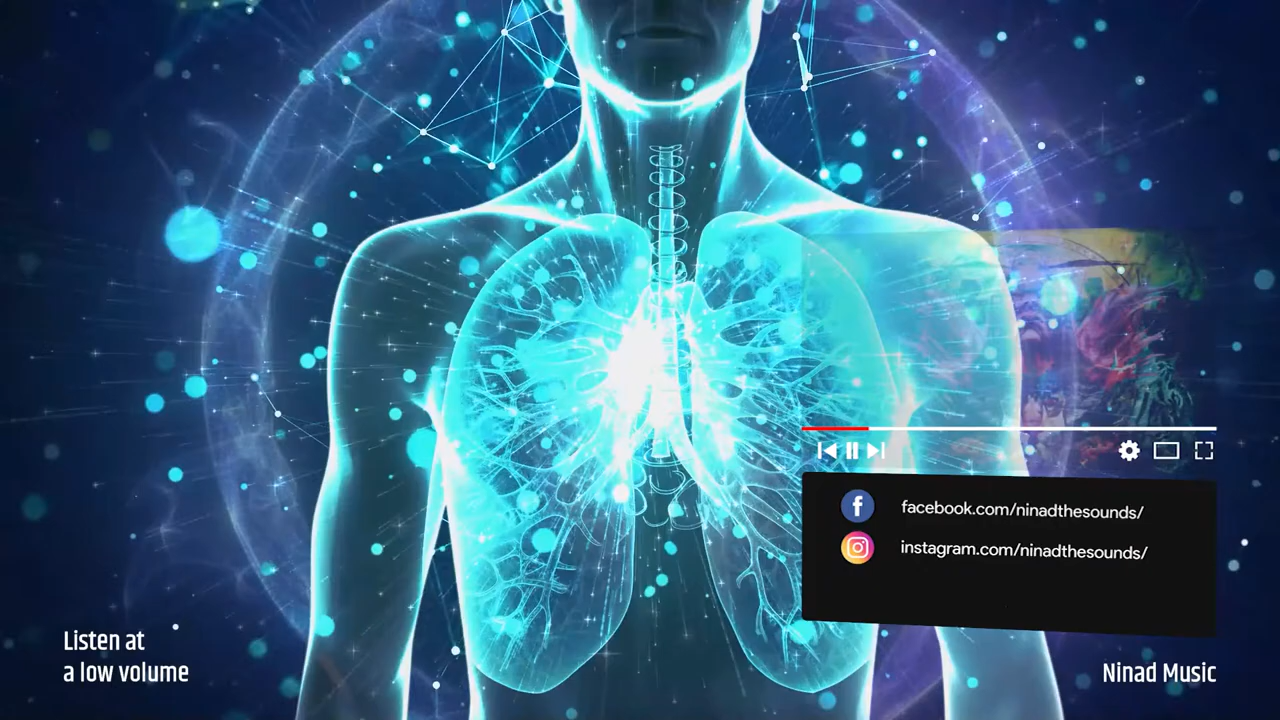 facebook.com/ninadthesounds/
instagram.com/ninadthesounds/
Listen at
a low volume
Ninad Music